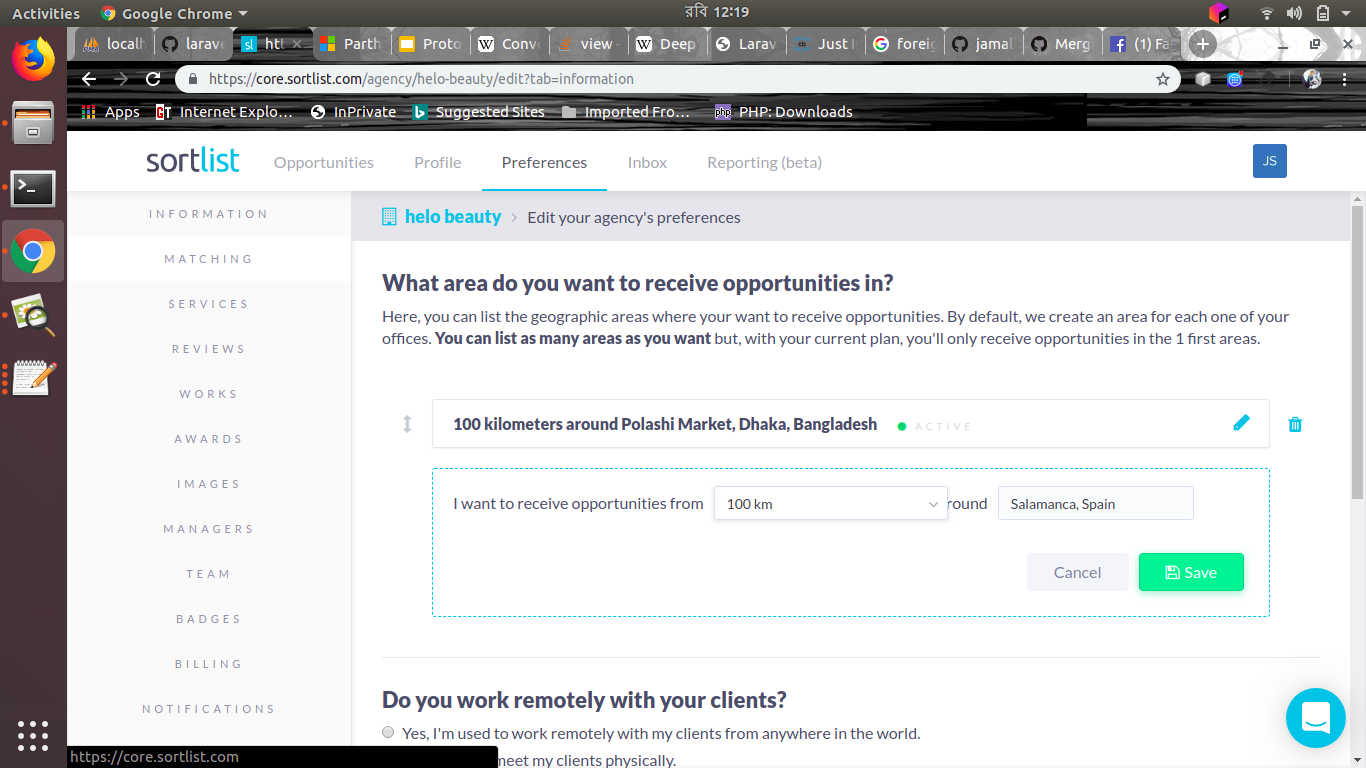 Activities Google Chrome রবি 12:19
localh larave htt Parth Proto Conve view - Deep Larav Just I foreig jamal Merg (1) Fa
https://core.sortlist.com/agency/helo-beauty/edit?tab=information
Apps Internet Explo... InPrivate Suggested Sites Imported Fro... PHP: Downloads
sortlist Opportunities Profile Preferences Inbox Reporting (beta) JS
INFORMATION
MATCHING
SERVICES
REVIEWS
WORKS
AWARDS
IMAGES
MANAGERS
TEAM
BADGES
BILLING
NOTIFICATIONS
helo beauty > Edit your agency's preferences
What area do you want to receive opportunities in?
Here, you can list the geographic areas where your want to receive opportunities. By default, we create an area for each one of your
offices. You can list as many areas as you want but, with your current plan, you'll only receive opportunities in the 1 first areas.
100 kilometers around Polashi Market, Dhaka, Bangladesh ACTIVE
I want to receive opportunities from 100 km round Salamanca, Spain
Cancel Save
Do you work remotely with your clients?
Yes, I'm used to work remotely with my clients from anywhere in the world.
meet my clients physically.
https://core.sortlist.com